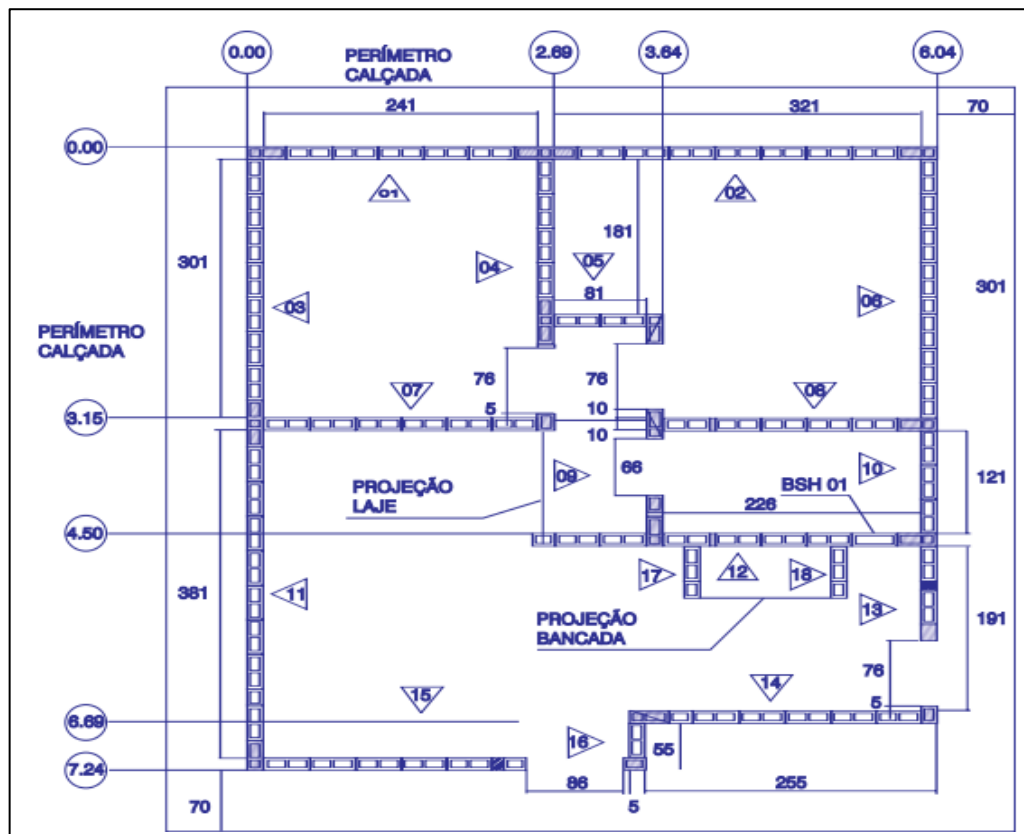 0.00 2.69 3.64 6.04
PERÍMETRO
CALÇADA
241 321 70
0.00
01 02
181
301 04 05 301
81
03 06
PERÍMETRO
CALÇADA
76 76
07 08
3.15 5 10
10
09 66 10 121
PROJEÇÃO
LAJE
BSH 01
226
4.50
381 11 17 12 18 13 191
PROJEÇÃO
BANCADA
76
15 14
5
6.69
16 55
7.24
86 255
70 5